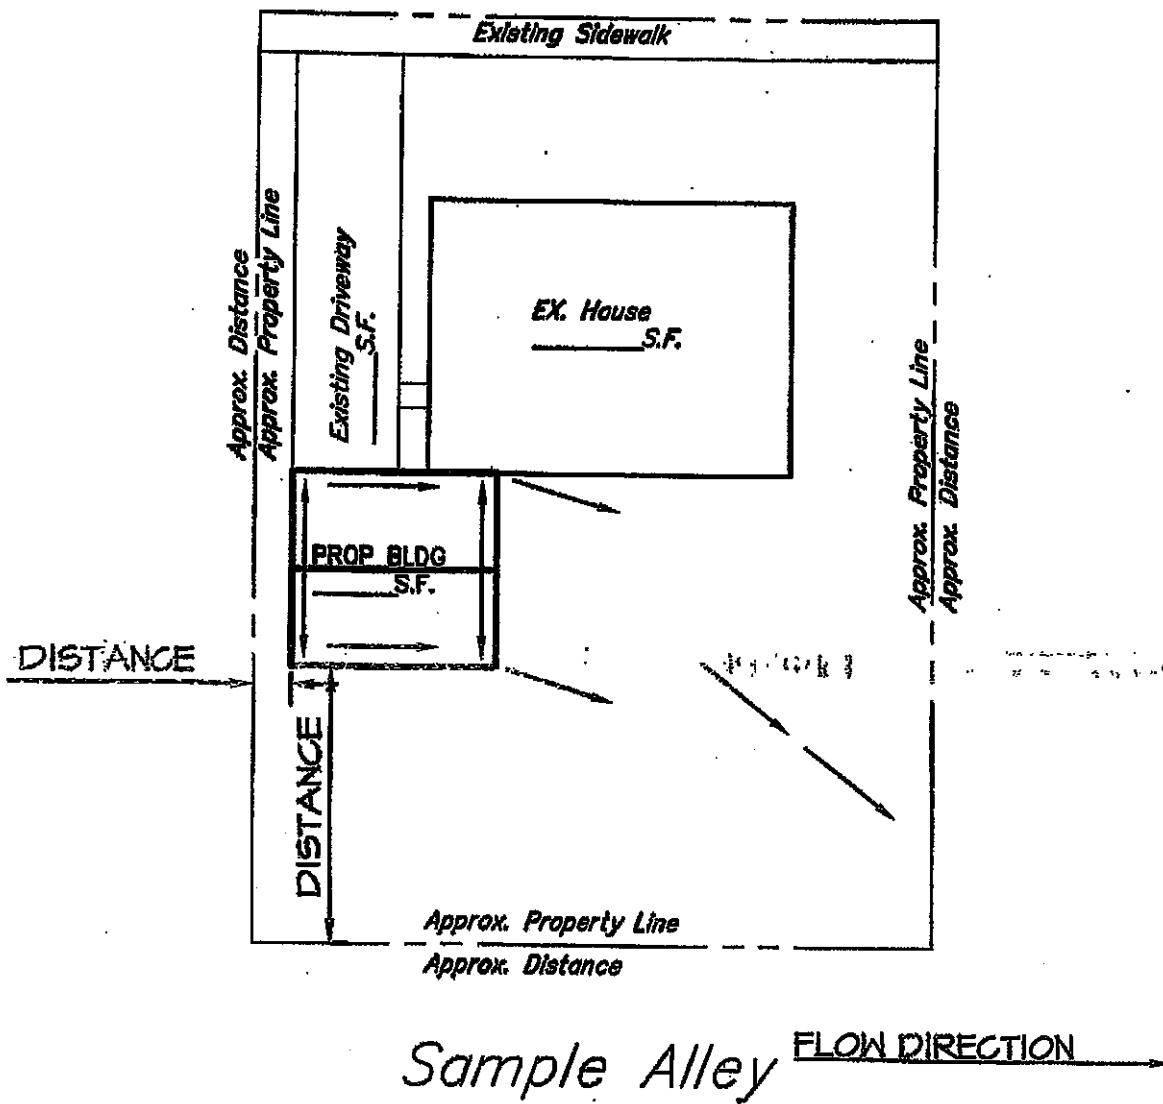 Existing Sidewalk
Approx. Distance
Approx. Property Line
Existing Driveway
S.F.
EX. House
S.F.
Approx. Property Line
Approx. Distance
PROP BLDG
S.F.
DISTANCE
DISTANCE
Approx. Property Line
Approx. Distance
Sample Alley
FLOW DIRECTION